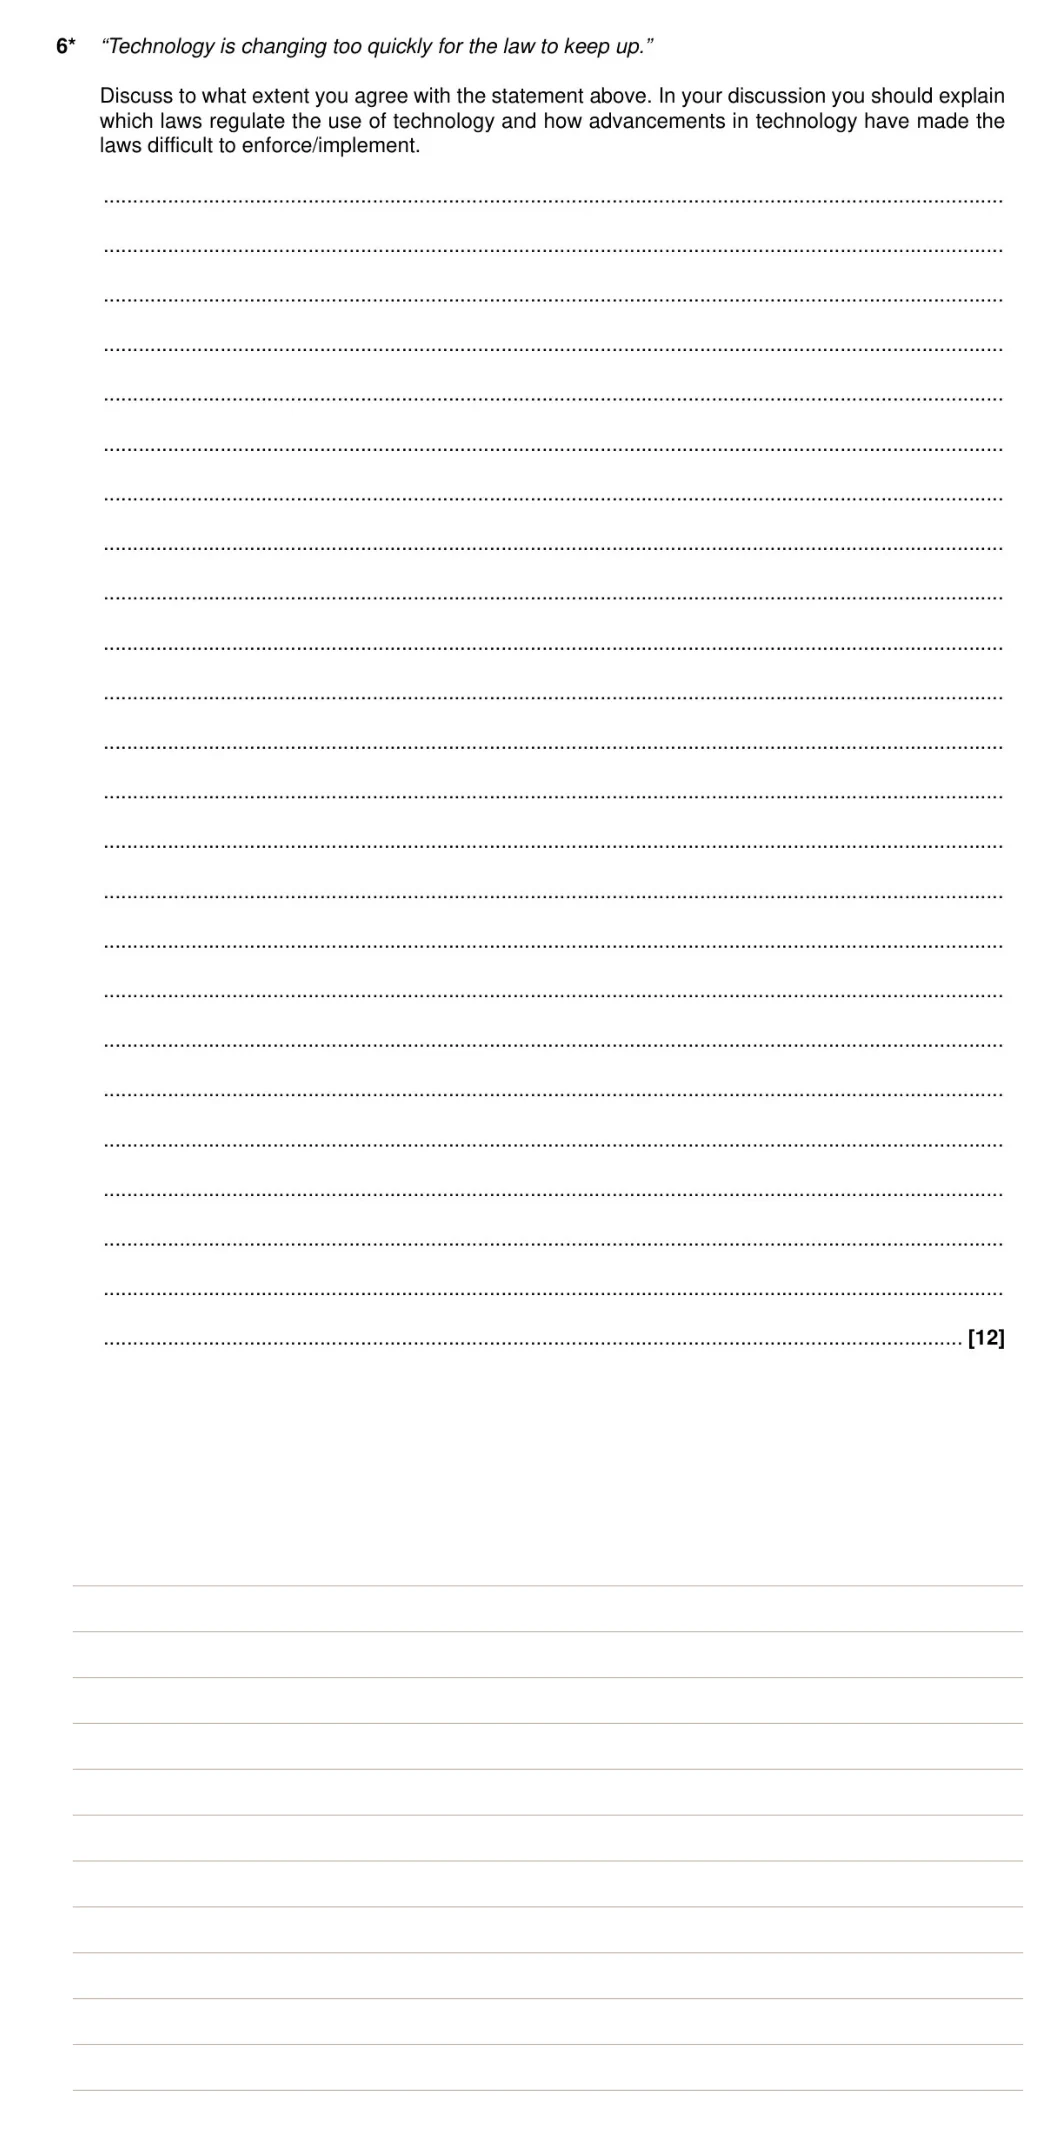 6* “Technology is changing too quickly for the law to keep up.”
Discuss to what extent you agree with the statement above. In your discussion you should explain
which laws regulate the use of technology and how advancements in technology have made the
laws difficult to enforce/implement.
[12]